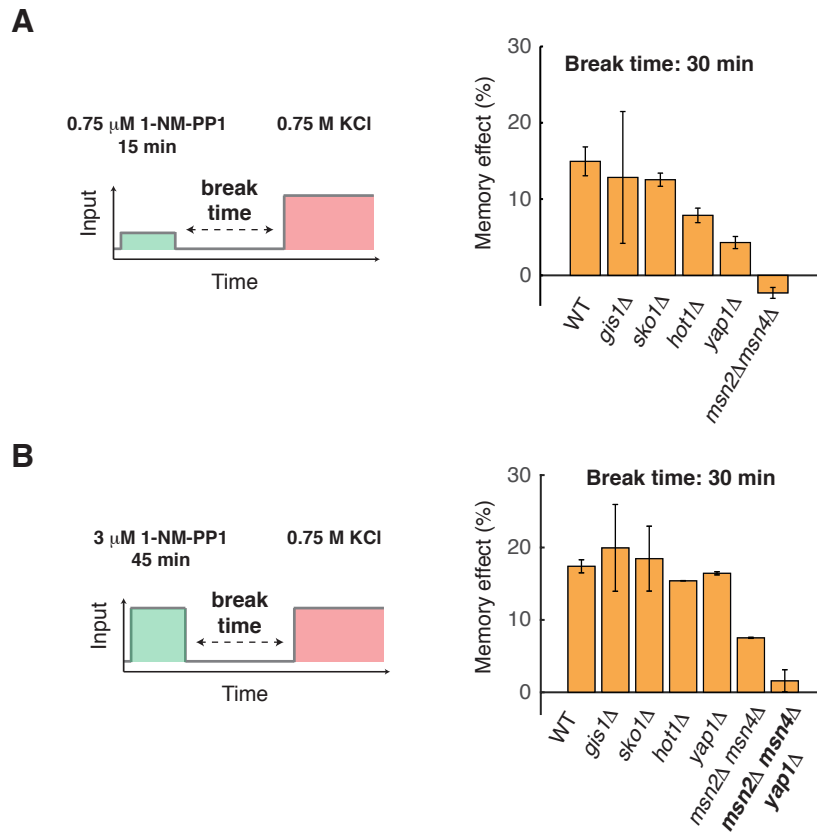 A
0.75 μM 1-NM-PP1
15 min
0.75 M KCl
break
time
Input
Time
Break time: 30 min
Memory effect (%)
30
20
10
0
WT
gis1Δ
sko1Δ
hot1Δ
yap1Δ
msn2Δmsn4Δ
B
3 μM 1-NM-PP1
45 min
0.75 M KCl
break
time
Input
Time
Break time: 30 min
Memory effect (%)
30
20
10
0
WT
gis1Δ
sko1Δ
hot1Δ
yap1Δ
msn2Δ msn4Δ
msn2Δ msn4Δ
yap1Δ